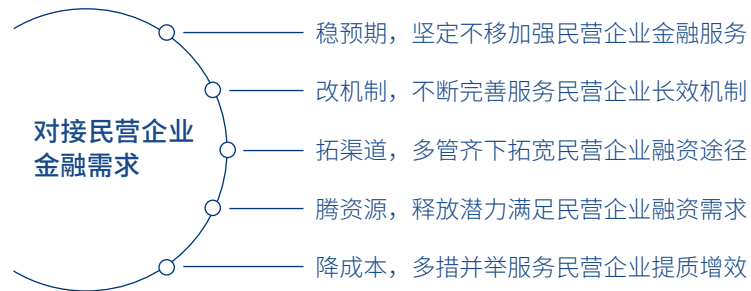 对接民营企业
金融需求
稳预期，坚定不移加强民营企业金融服务
改机制，不断完善服务民营企业长效机制
拓渠道，多管齐下拓宽民营企业融资途径
腾资源，释放潜力满足民营企业融资需求
降成本，多措并举服务民营企业提质增效